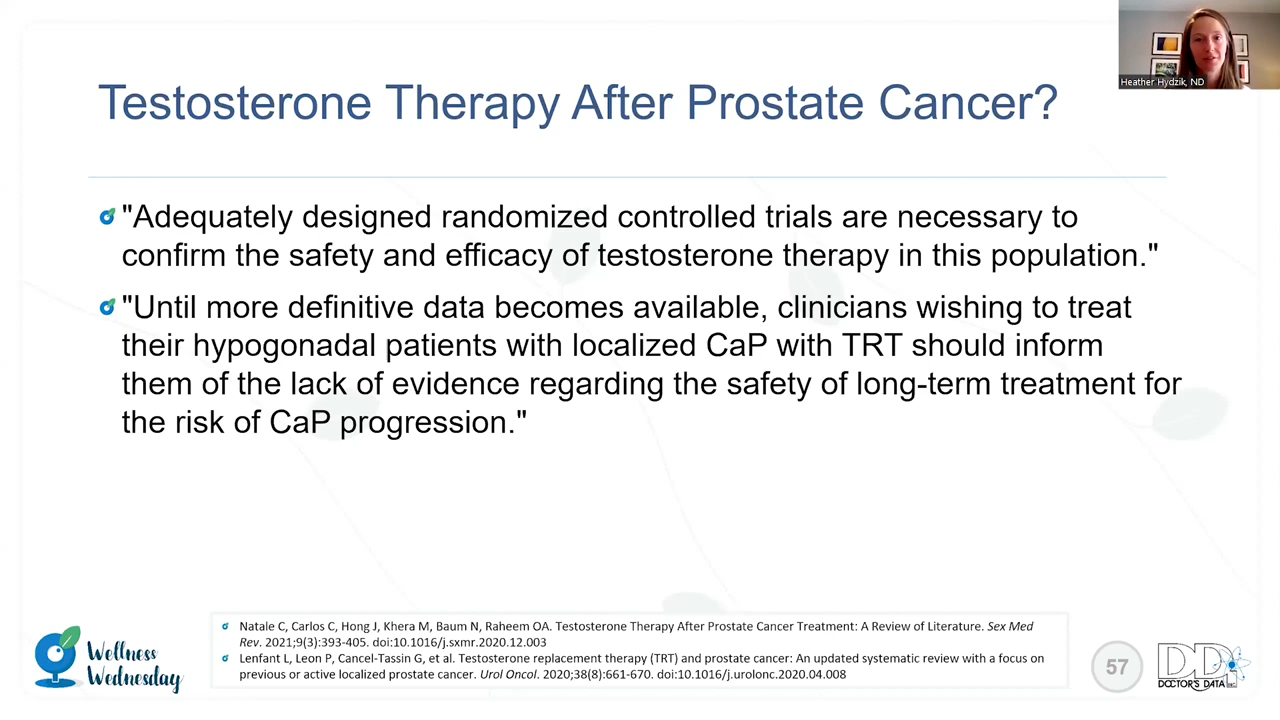 Heather Hydzik, ND
Testosterone Therapy After Prostate Cancer?
"Adequately designed randomized controlled trials are necessary to
confirm the safety and efficacy of testosterone therapy in this population."
"Until more definitive data becomes available, clinicians wishing to treat
their hypogonadal patients with localized CaP with TRT should inform
them of the lack of evidence regarding the safety of long-term treatment for
the risk of CaP progression."
Natale C, Carlos C, Hong J, Khera M, Baum N, Raheem OA. Testosterone Therapy After Prostate Cancer Treatment: A Review of Literature. Sex Med
Rev. 2021;9(3):393-405. doi:10.1016/j.sxmr.2020.12.003
Lenfant L, Leon P, Cancel-Tassin G, et al. Testosterone replacement therapy (TRT) and prostate cancer: An updated systematic review with a focus on
previous or active localized prostate cancer. Urol Oncol. 2020;38(8):661-670. doi:10.1016/j.urolonc.2020.04.008
Wellness
Wednesday
57
DDI
DOCTOR'S DATA INC.